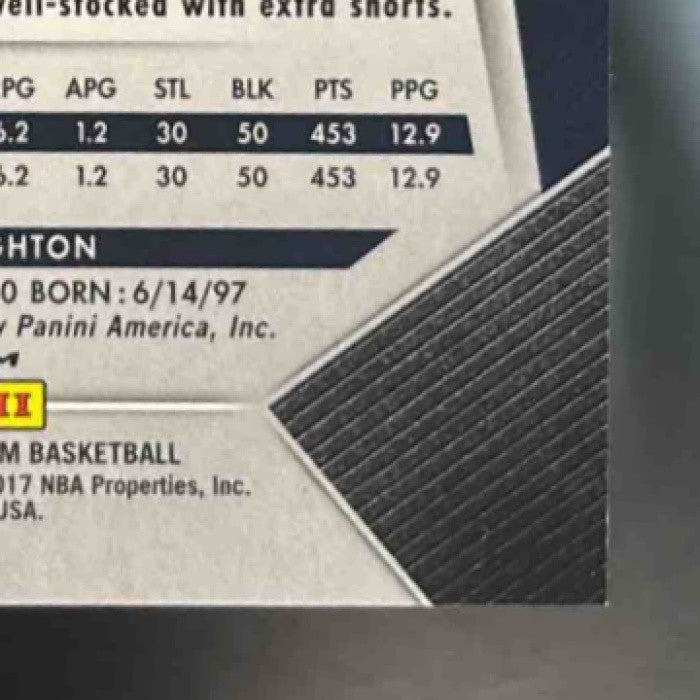 well-stocked with extra shorts.
PG APG STL BLK PTS PPG
6.2 1.2 30 50 453 12.9
6.2 1.2 30 50 453 12.9
GHTON
0 BORN: 6/14/97
y Panini America, Inc.
II
M BASKETBALL
017 NBA Properties, Inc.
USA.